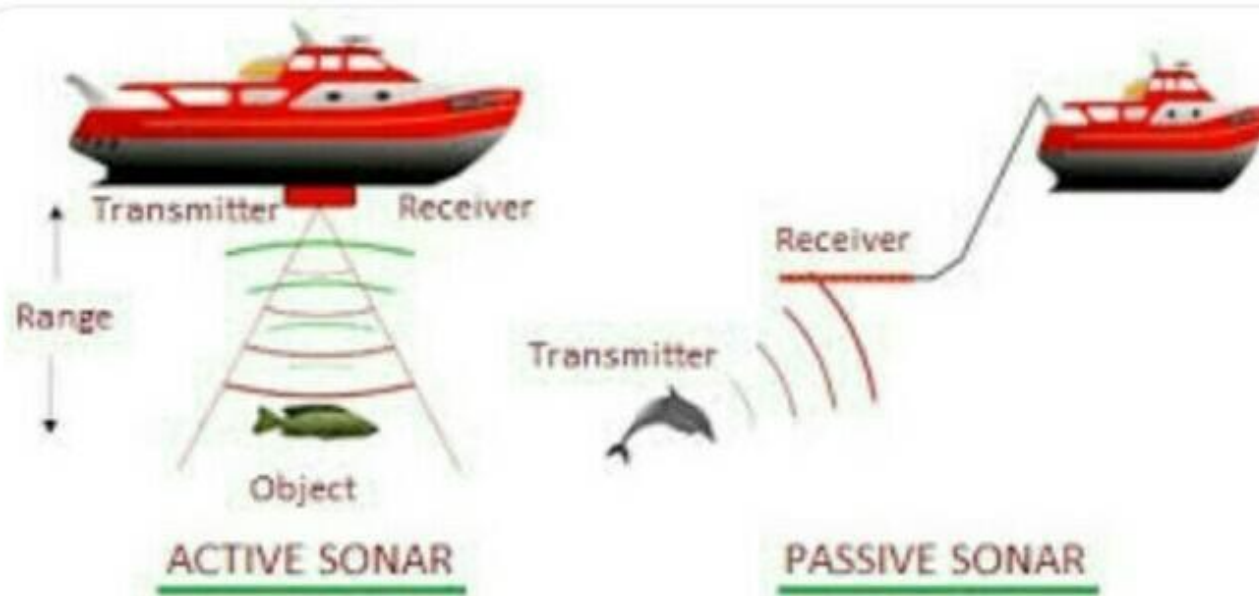 Transmitter
Receiver
Range
Object
ACTIVE SONAR
Receiver
Transmitter
PASSIVE SONAR